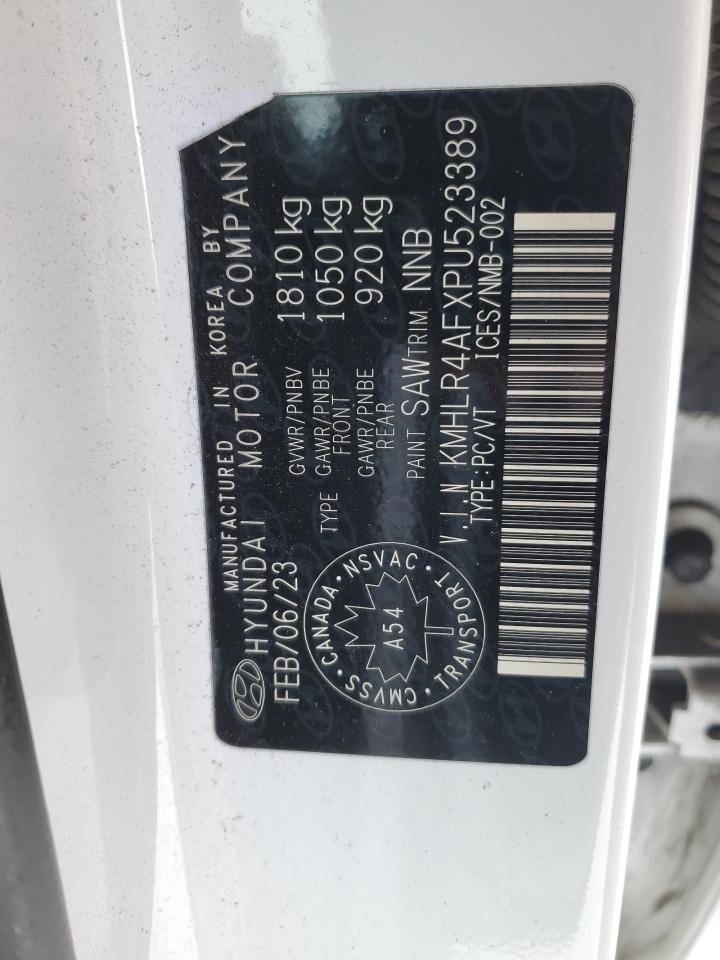 MANUFACTURED IN KOREA BY
HYUNDAI MOTOR COMPANY
FEB/06/23
GVWR/PNBV 1810 kg
TYPE GAWR/PNBE FRONT 1050 kg
GAWR/PNBE REAR 920 kg
PAINT SAW TRIM NNB
V.I.N KMHLR4AFXPU523389
TYPE:PC/VT ICES/NMB-002
CANADA · NSVAC · TRANSPORT · CMVSS ·
A54